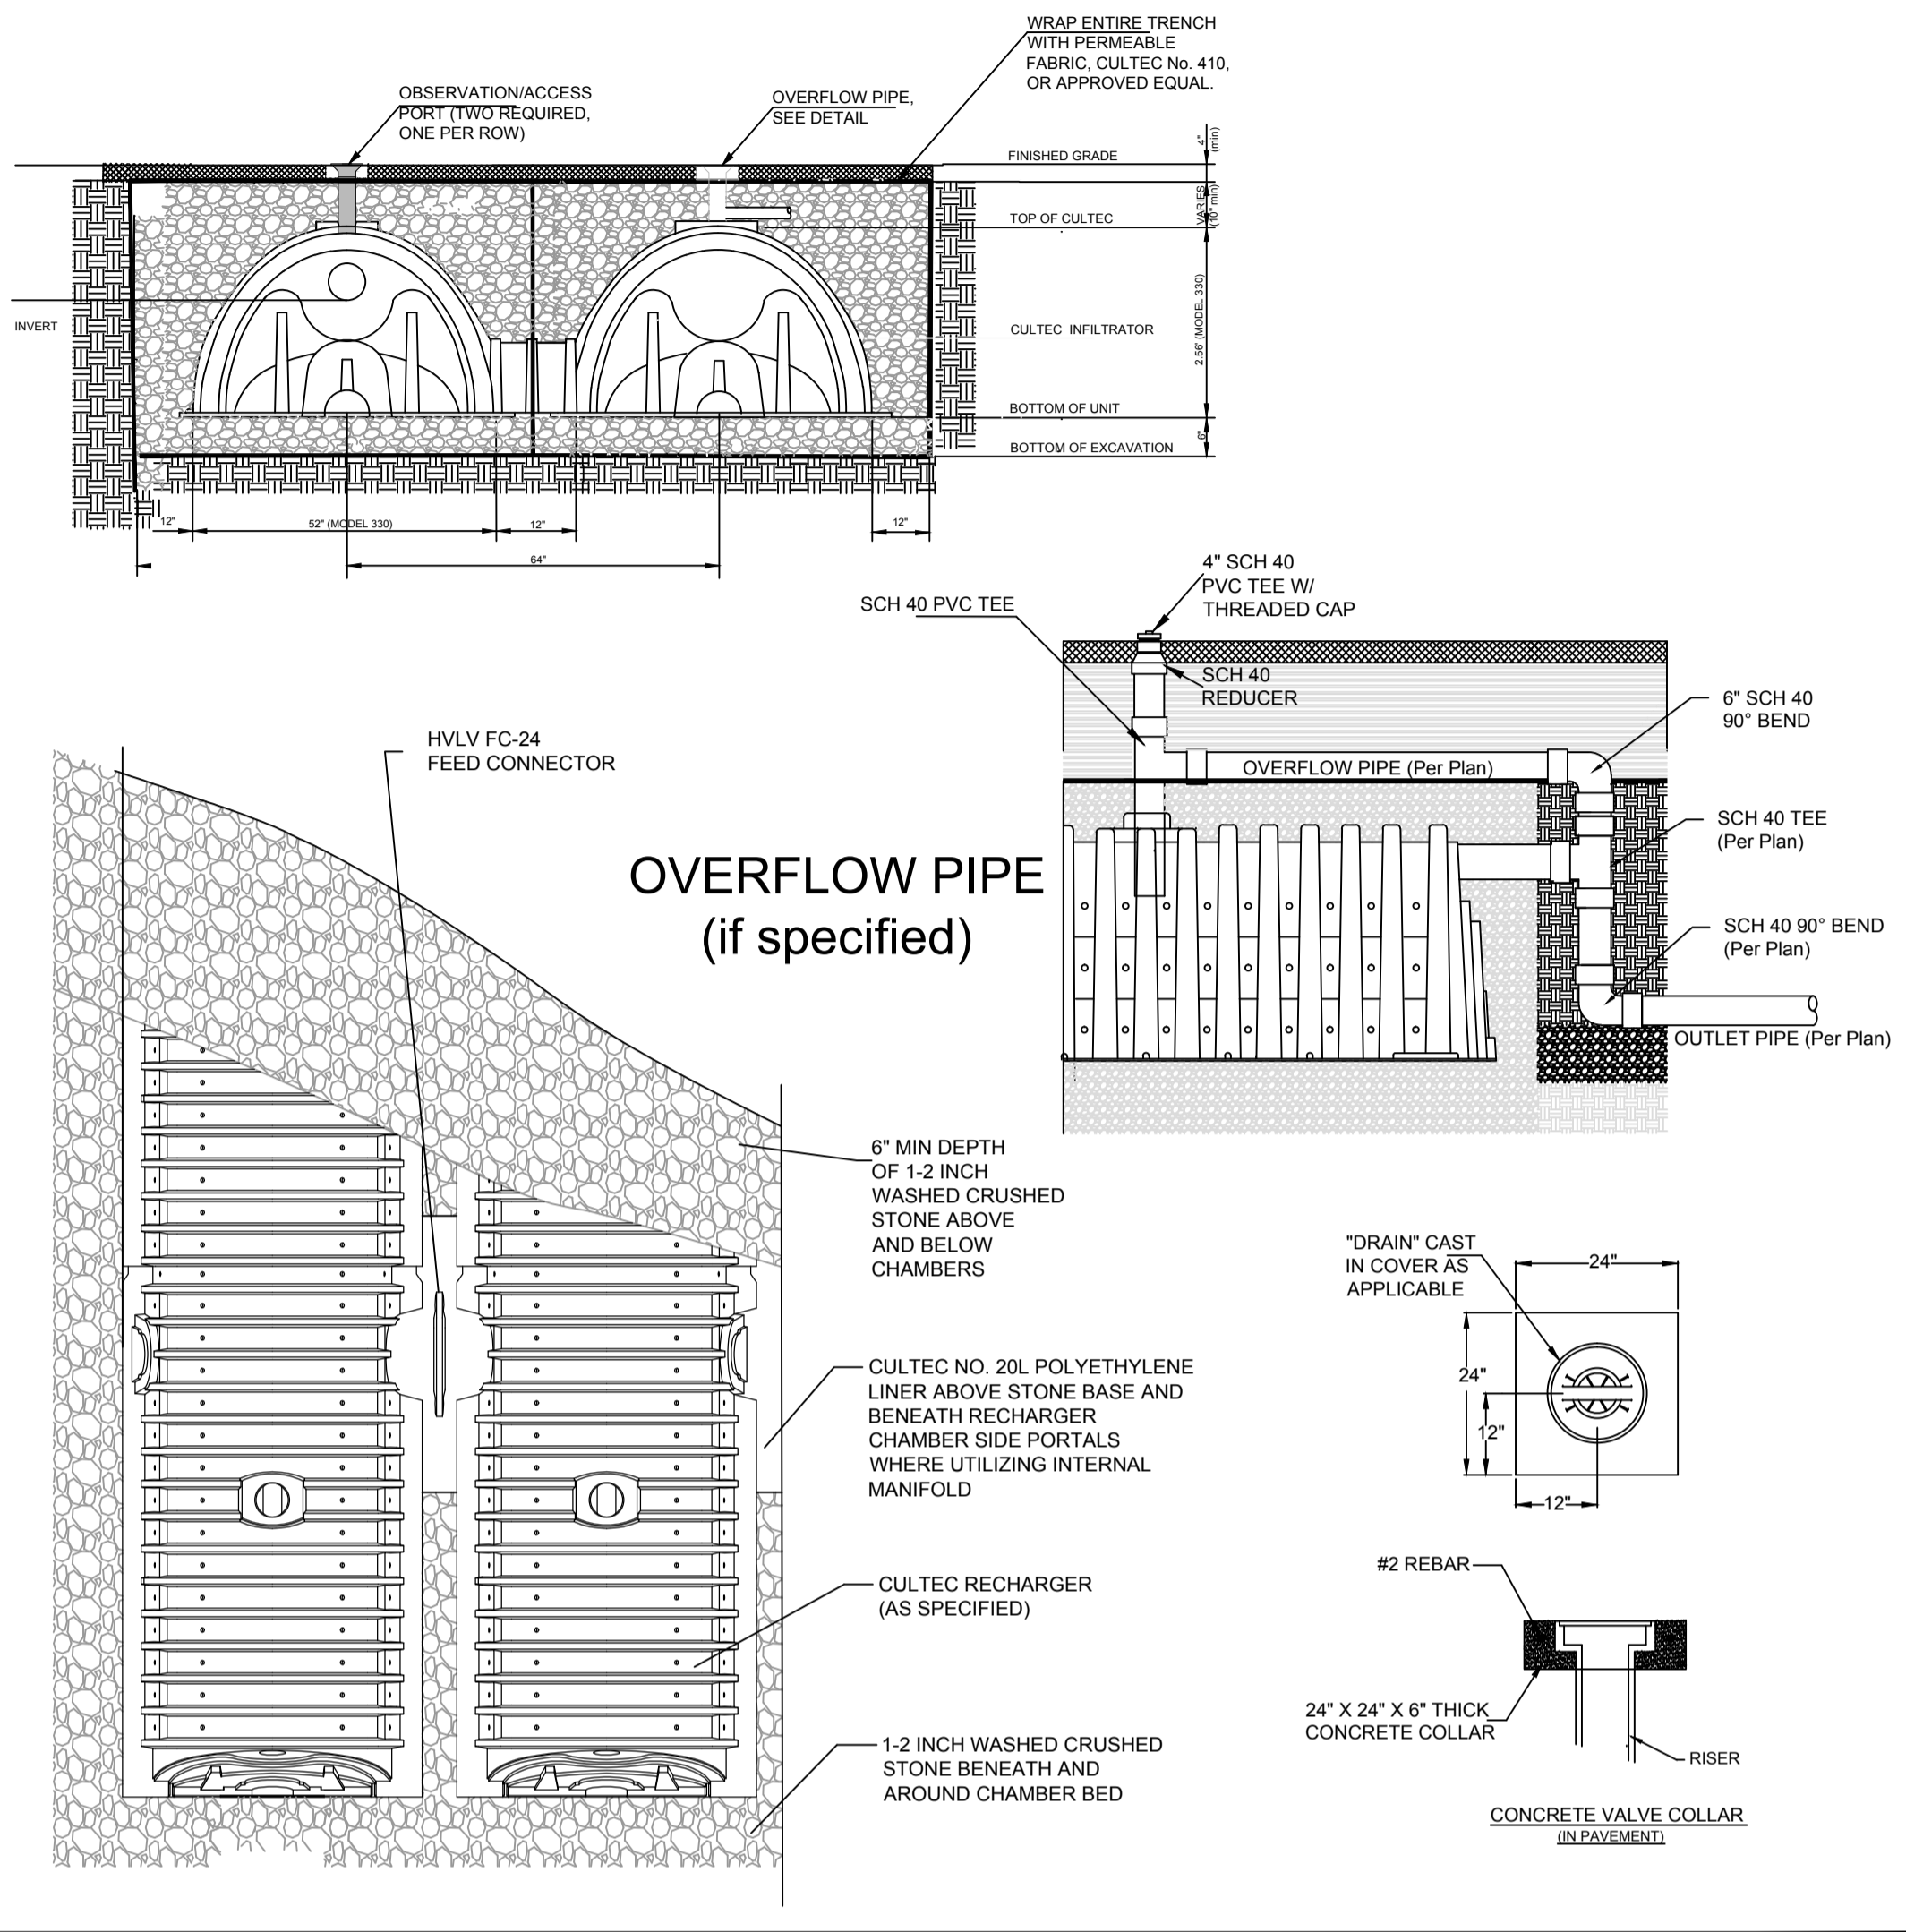 WRAP ENTIRE TRENCH
WITH PERMEABLE
FABRIC, CULTEC No. 410,
OR APPROVED EQUAL.
OBSERVATION/ACCESS
PORT (TWO REQUIRED,
ONE PER ROW)
OVERFLOW PIPE,
SEE DETAIL
4"
(min)
FINISHED GRADE
VARIES
(10" min)
TOP OF CULTEC
INVERT
CULTEC INFILTRATOR
2.56' (MODEL 330)
BOTTOM OF UNIT
6"
BOTTOM OF EXCAVATION
12"
52" (MODEL 330)
12"
12"
64"
4" SCH 40
PVC TEE W/
THREADED CAP
SCH 40 PVC TEE
SCH 40
REDUCER
6" SCH 40
90° BEND
OVERFLOW PIPE (Per Plan)
SCH 40 TEE
(Per Plan)
SCH 40 90° BEND
(Per Plan)
OUTLET PIPE (Per Plan)
HVLV FC-24
FEED CONNECTOR
OVERFLOW PIPE
(if specified)
6" MIN DEPTH
OF 1-2 INCH
WASHED CRUSHED
STONE ABOVE
AND BELOW
CHAMBERS
CULTEC NO. 20L POLYETHYLENE
LINER ABOVE STONE BASE AND
BENEATH RECHARGER
CHAMBER SIDE PORTALS
WHERE UTILIZING INTERNAL
MANIFOLD
CULTEC RECHARGER
(AS SPECIFIED)
1-2 INCH WASHED CRUSHED
STONE BENEATH AND
AROUND CHAMBER BED
"DRAIN" CAST
IN COVER AS
APPLICABLE
24"
24"
12"
12"
#2 REBAR
24" X 24" X 6" THICK
CONCRETE COLLAR
RISER
CONCRETE VALVE COLLAR
(IN PAVEMENT)